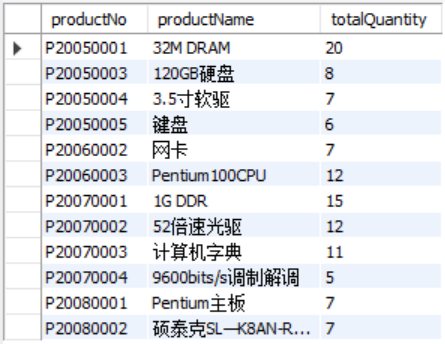 productNo productName totalQuantity
P20050001 32M DRAM 20
P20050003 120GB硬盘 8
P20050004 3.5寸软驱 7
P20050005 键盘 6
P20060002 网卡 7
P20060003 Pentium100CPU 12
P20070001 1G DDR 15
P20070002 52倍速光驱 12
P20070003 计算机字典 11
P20070004 9600bits/s调制解调 5
P20080001 Pentium主板 7
P20080002 硕泰克SL—K8AN-R... 7